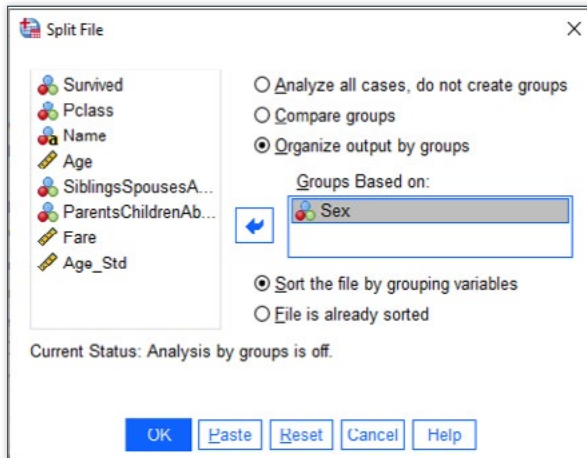 Split File
Survived
Pclass
Name
Age
SiblingsSpousesA...
ParentsChildrenAb...
Fare
Age_Std
Analyze all cases, do not create groups
Compare groups
Organize output by groups
Groups Based on:
Sex
Sort the file by grouping variables
File is already sorted
Current Status: Analysis by groups is off.
OK Paste Reset Cancel Help